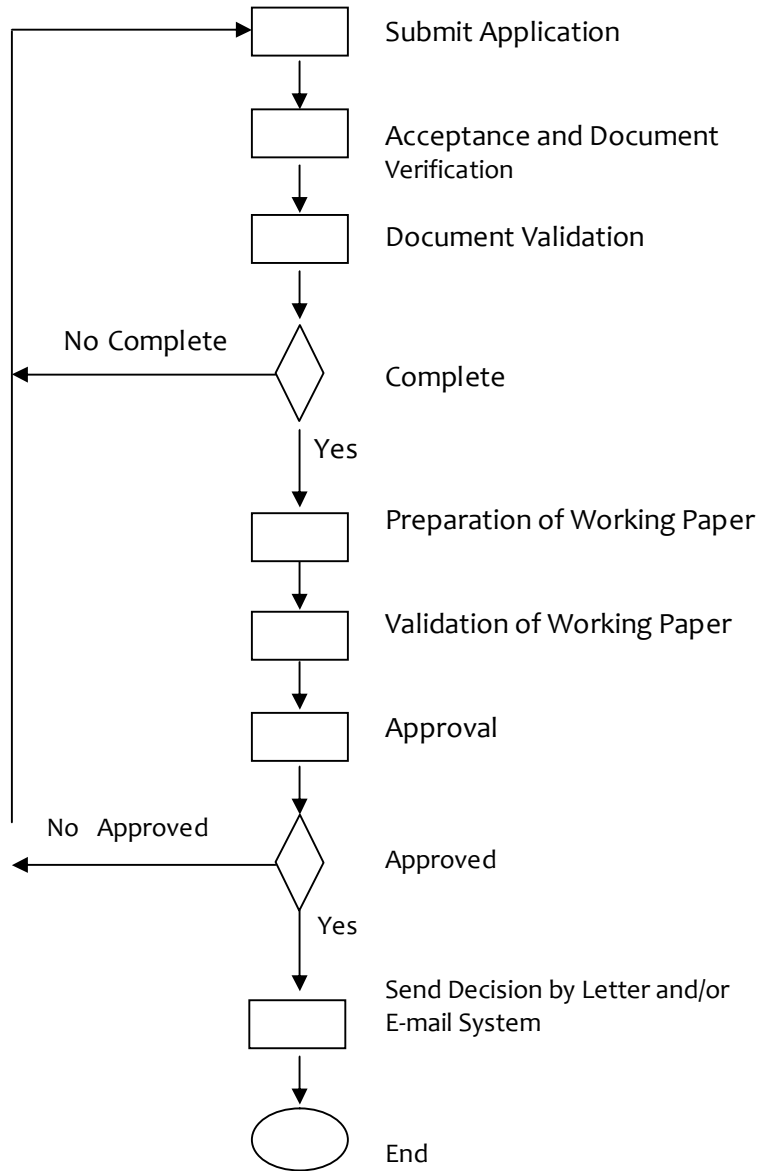 Submit Application
Acceptance and Document
Verification
Document Validation
No Complete
Complete
Yes
Preparation of Working Paper
Validation of Working Paper
Approval
No Approved
Approved
Yes
Send Decision by Letter and/or
E-mail System
End